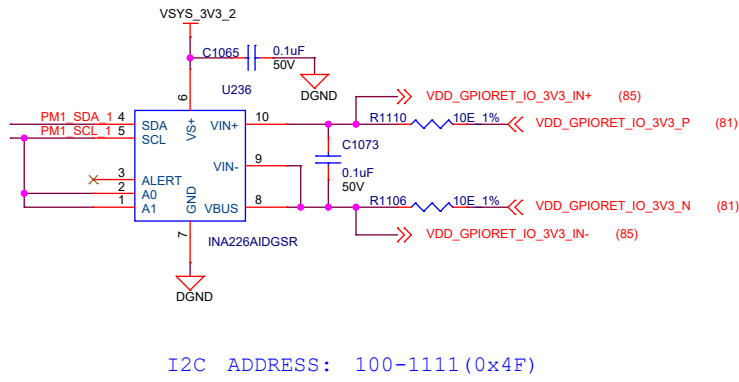 VSYS_3V3_2
C1065 0.1uF
50V
U236
DGND
6
VDD_GPIORET_IO_3V3_IN+ (85)
PM1_SDA_1 4 SDA VS+ VIN+ 10 R1110 10E_1% VDD_GPIORET_IO_3V3_P (81)
PM1_SCL_1 5 SCL
C1073
9 VIN-
0.1uF
50V
3 ALERT
2 A0
1 A1 GND VBUS 8 R1106 10E_1% VDD_GPIORET_IO_3V3_N (81)
7
INA226AIDGSR
VDD_GPIORET_IO_3V3_IN- (85)
DGND
I2C ADDRESS: 100-1111(0x4F)